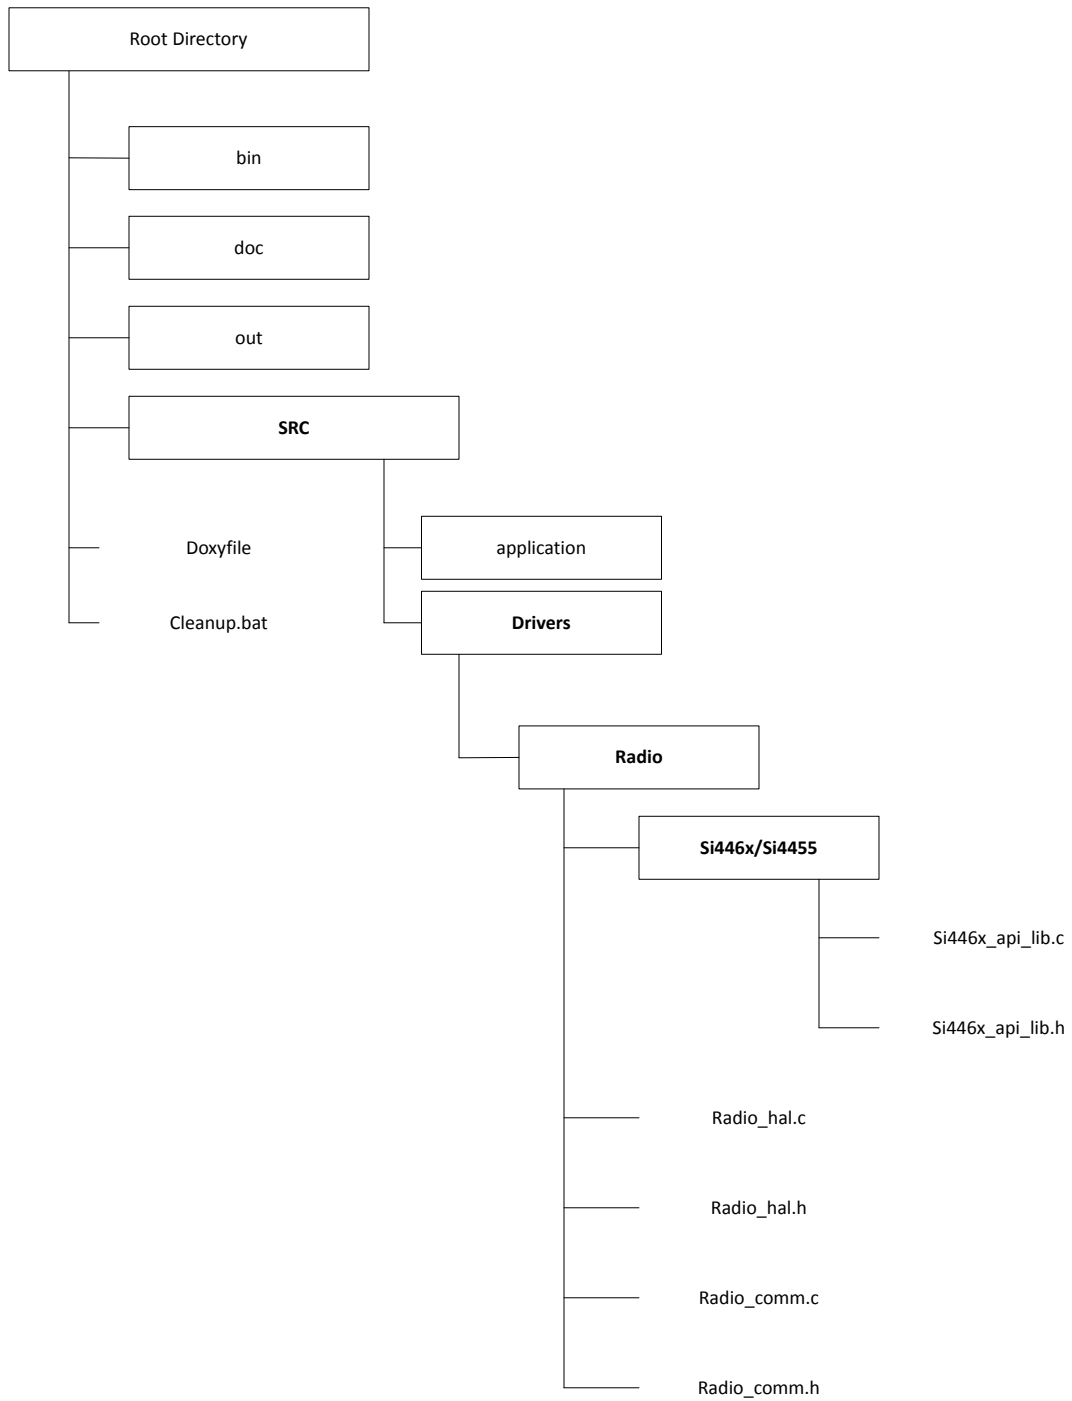 Root Directory
bin
doc
out
SRC
Doxyfile
application
Cleanup.bat
Drivers
Radio
Si446x/Si4455
Si446x_api_lib.c
Si446x_api_lib.h
Radio_hal.c
Radio_hal.h
Radio_comm.c
Radio_comm.h